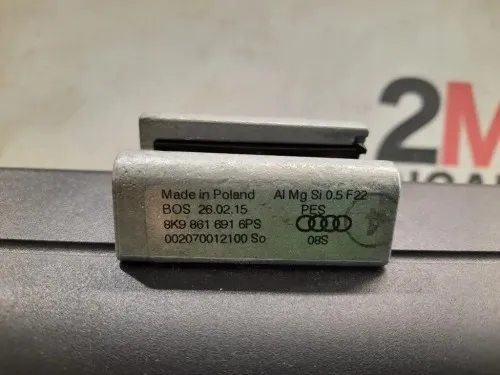 2M
Made in Poland Al Mg Si 0.5 F22
BOS 26.02.15 PES
8K9 861 691 6PS
002070012100 So 08S
4